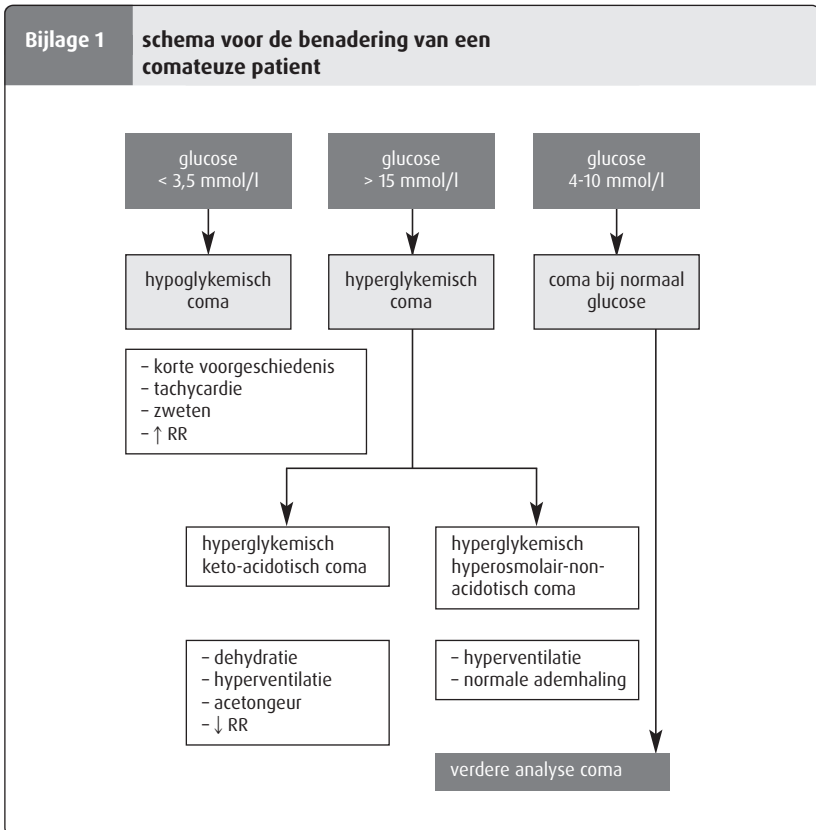 Bijlage 1
schema voor de benadering van een
comateuze patient
glucose
< 3,5 mmol/l
glucose
> 15 mmol/l
glucose
4-10 mmol/l
hypoglykemisch
coma
hyperglykemisch
coma
coma bij normaal
glucose
– korte voorgeschiedenis
– tachycardie
– zweten
– ↑ RR
hyperglykemisch
keto-acidotisch coma
hyperglykemisch
hyperosmolair-non-
acidotisch coma
– dehydratie
– hyperventilatie
– acetongeur
– ↓ RR
– hyperventilatie
– normale ademhaling
verdere analyse coma